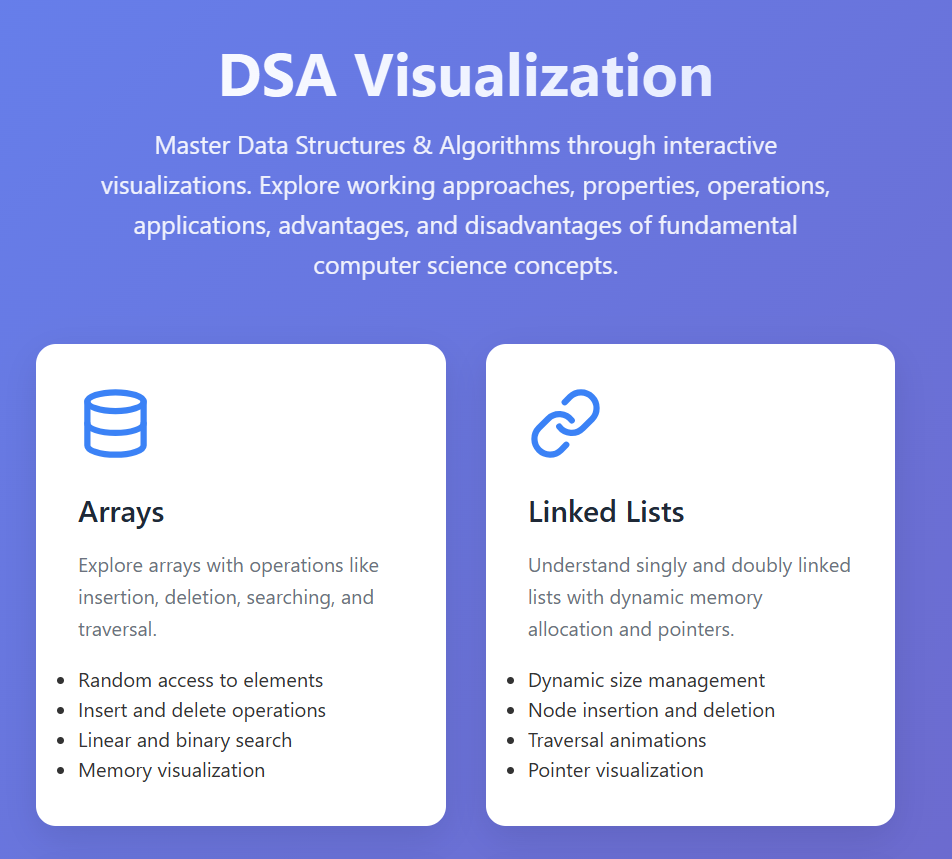 DSA Visualization
Master Data Structures & Algorithms through interactive
visualizations. Explore working approaches, properties, operations,
applications, advantages, and disadvantages of fundamental
computer science concepts.
Arrays
Explore arrays with operations like
insertion, deletion, searching, and
traversal.
• Random access to elements
• Insert and delete operations
• Linear and binary search
• Memory visualization
Linked Lists
Understand singly and doubly linked
lists with dynamic memory
allocation and pointers.
• Dynamic size management
• Node insertion and deletion
• Traversal animations
• Pointer visualization